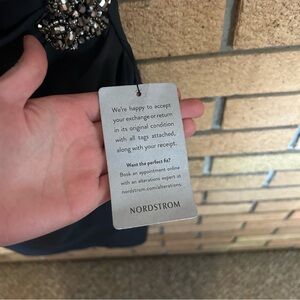 We're happy to accept
your exchange or return
in its original condition
with all tags attached,
along with your receipt.
Want the perfect fit?
Book an appointment online
with an alterations expert at
nordstrom.com/alterations.
NORDSTROM